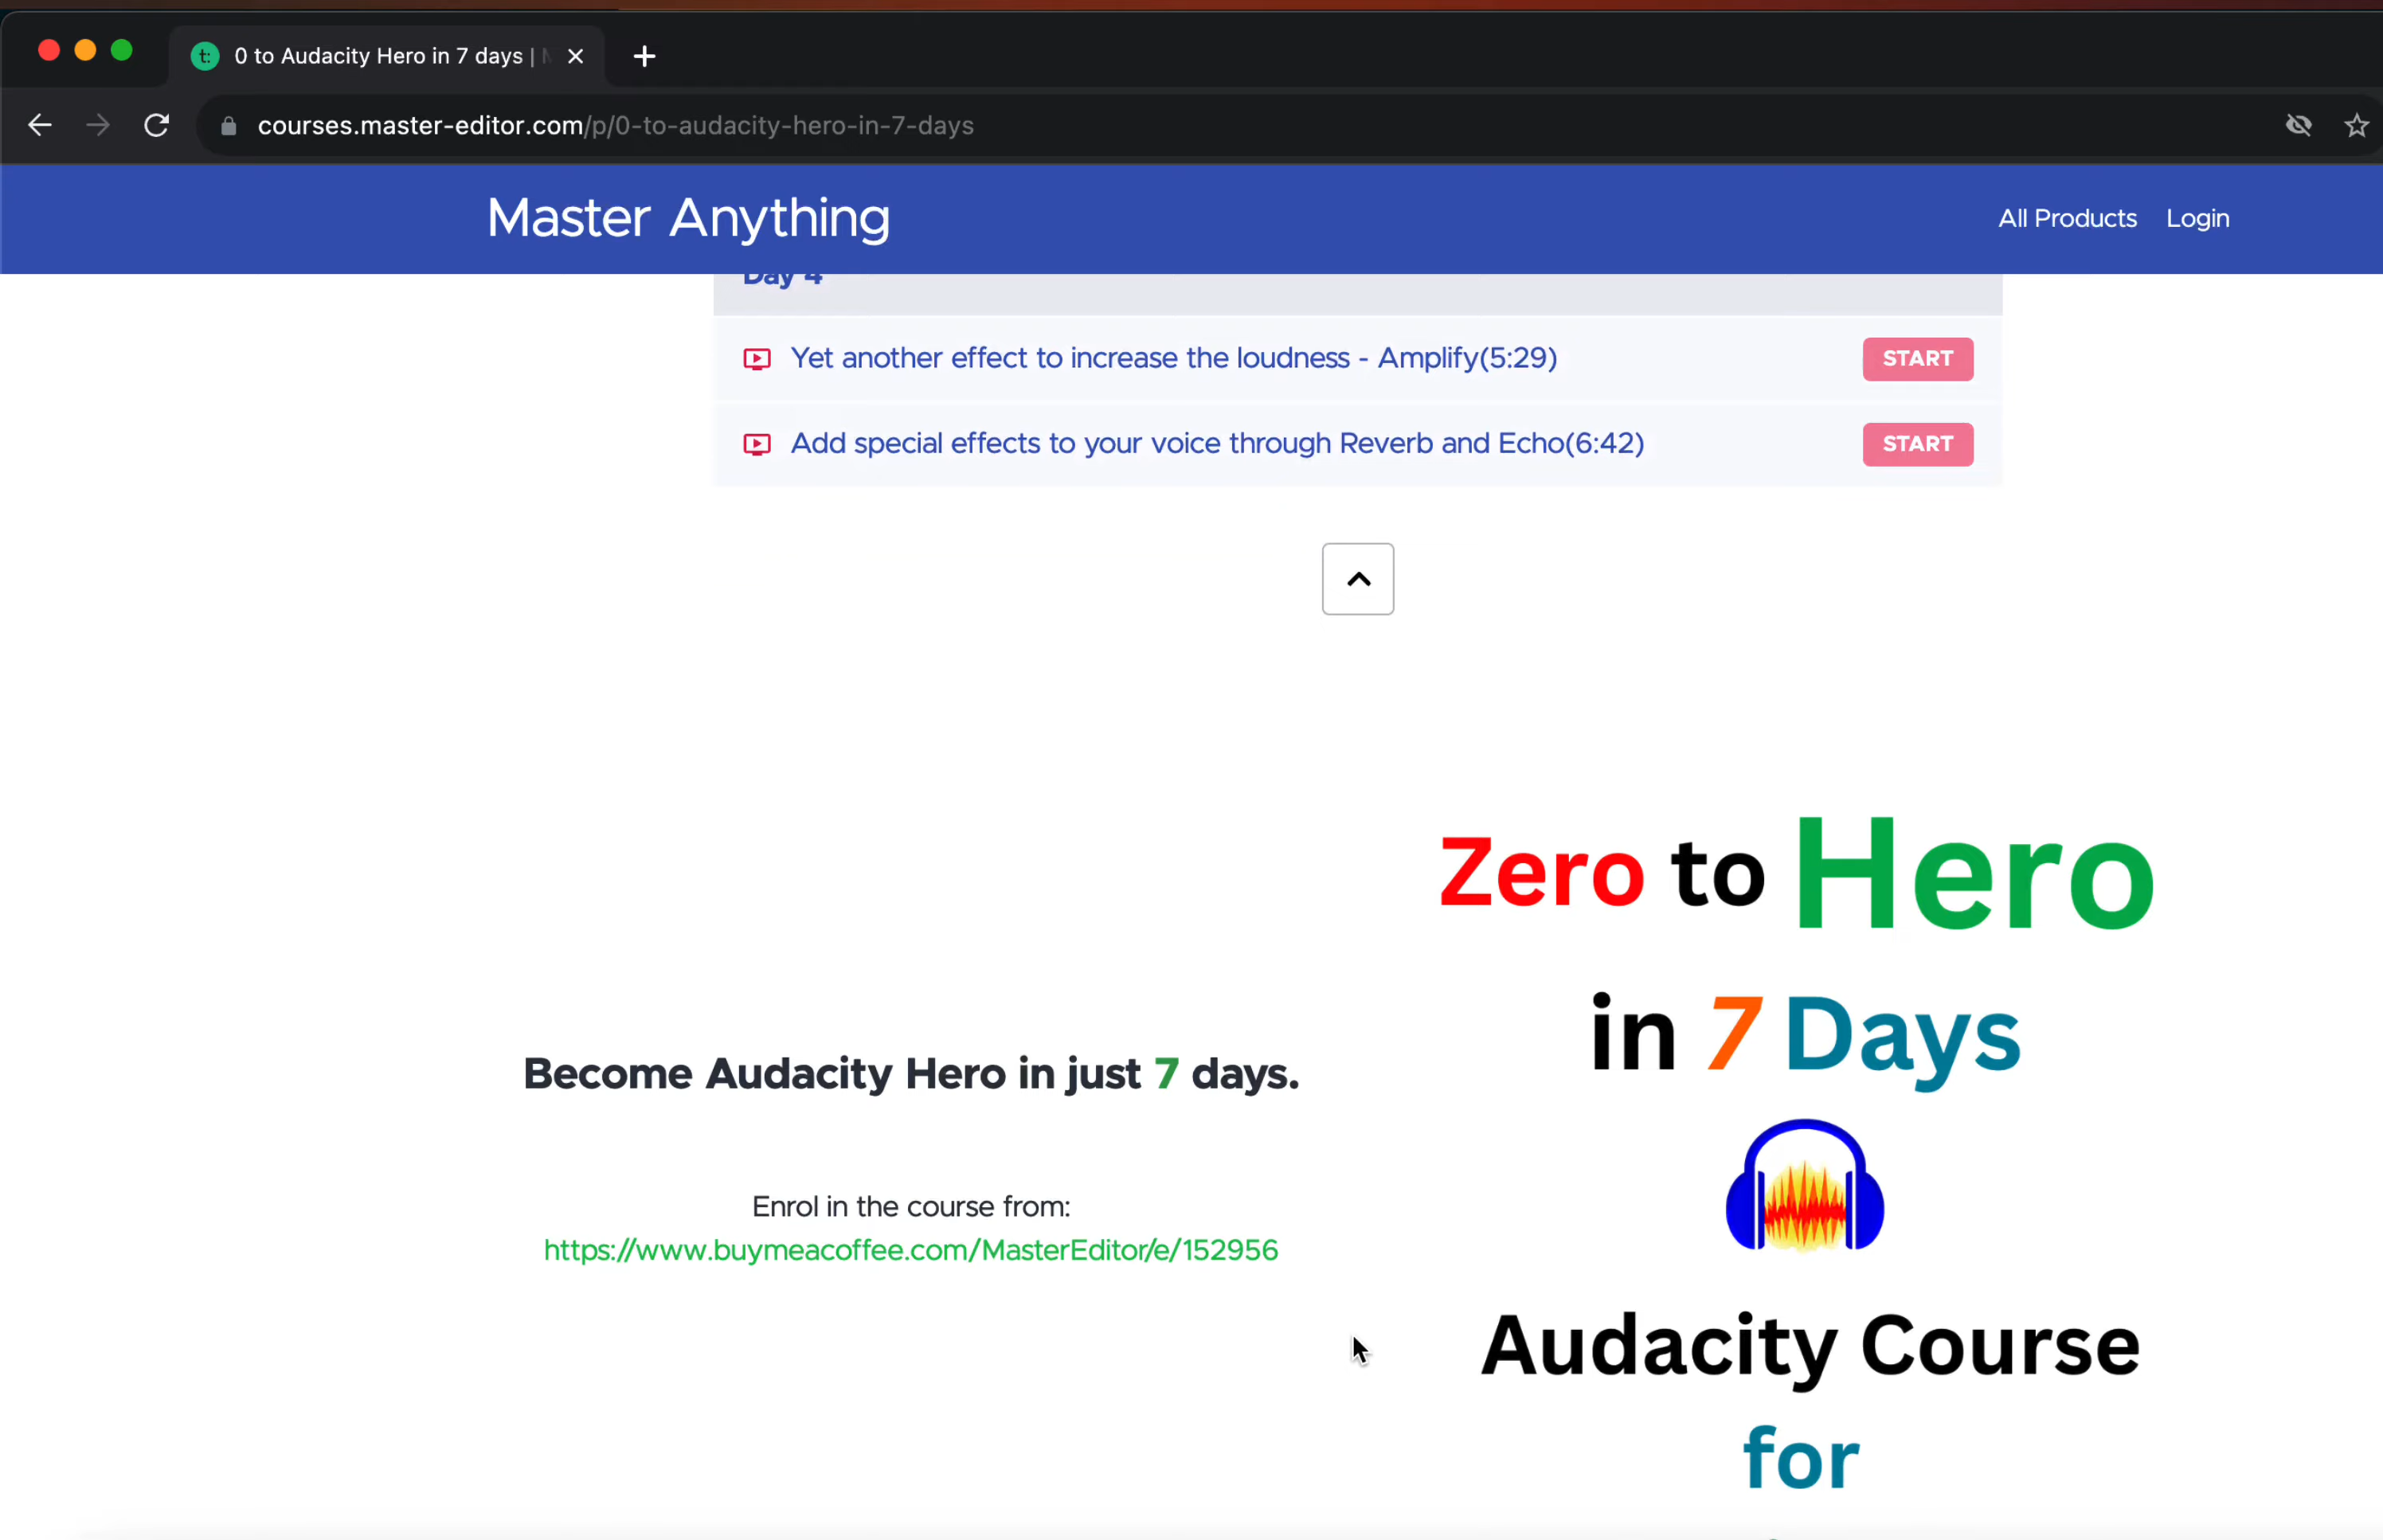 0 to Audacity Hero in 7 days |
courses.master-editor.com/p/0-to-audacity-hero-in-7-days
Master Anything
All Products
Login
Day 4
Yet another effect to increase the loudness - Amplify(5:29)
START
Add special effects to your voice through Reverb and Echo(6:42)
START
Zero to Hero
in 7 Days
Become Audacity Hero in just 7 days.
Enrol in the course from:
https://www.buymeacoffee.com/MasterEditor/e/152956
Audacity Course
for